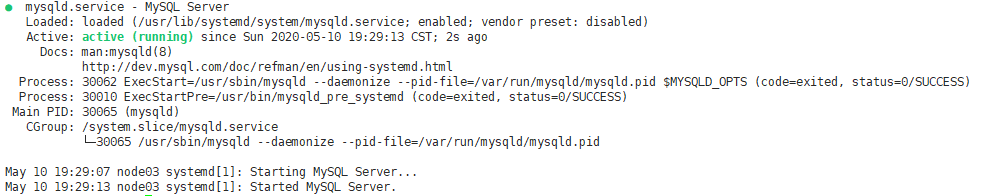 ● mysqld.service - MySQL Server
   Loaded: loaded (/usr/lib/systemd/system/mysqld.service; enabled; vendor preset: disabled)
   Active: active (running) since Sun 2020-05-10 19:29:13 CST; 2s ago
     Docs: man:mysqld(8)
           http://dev.mysql.com/doc/refman/en/using-systemd.html
  Process: 30062 ExecStart=/usr/sbin/mysqld --daemonize --pid-file=/var/run/mysqld/mysqld.pid $MYSQLD_OPTS (code=exited, status=0/SUCCESS)
  Process: 30010 ExecStartPre=/usr/bin/mysqld_pre_systemd (code=exited, status=0/SUCCESS)
 Main PID: 30065 (mysqld)
   CGroup: /system.slice/mysqld.service
           └─30065 /usr/sbin/mysqld --daemonize --pid-file=/var/run/mysqld/mysqld.pid

May 10 19:29:07 node03 systemd[1]: Starting MySQL Server...
May 10 19:29:13 node03 systemd[1]: Started MySQL Server.